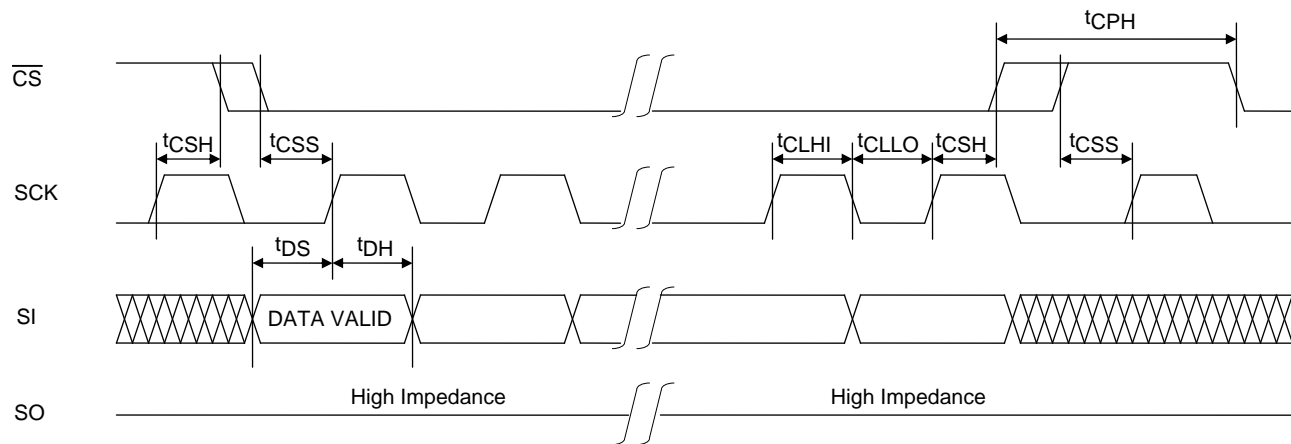 tCPH
CS
tCSH
tCSS
tCLHI
tCLLO
tCSH
tCSS
SCK
tDS
tDH
SI
DATA VALID
High Impedance
High Impedance
SO